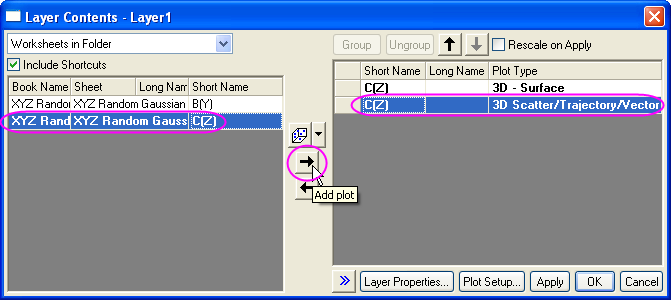 Layer Contents - Layer1
Worksheets in Folder
Group Ungroup Rescale on Apply
Include Shortcuts
Book Name Sheet Long Nam Short Name
XYZ Randor XYZ Random Gaussian B(Y)
XYZ Rand XYZ Random Gauss C(Z)
Short Name Long Name Plot Type
C(Z) 3D - Surface
C(Z) 3D Scatter/Trajectory/Vector
Add plot
Layer Properties... Plot Setup... Apply OK Cancel